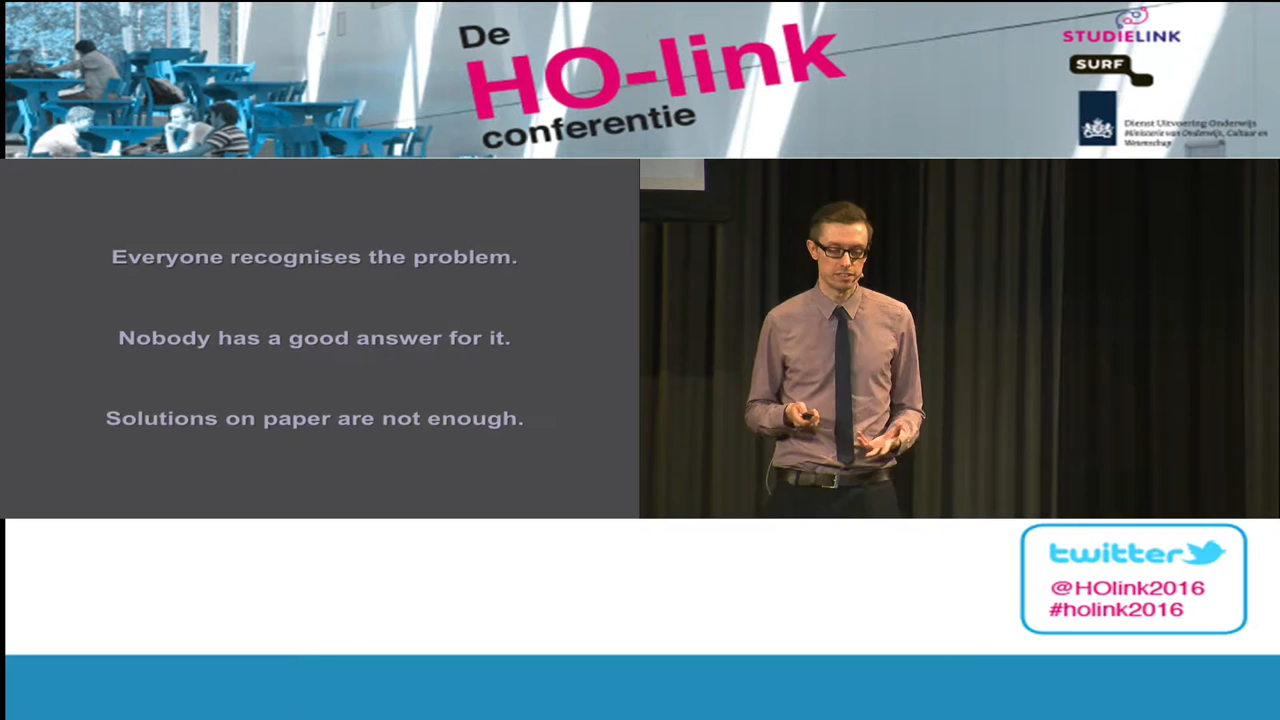 De
HO-link
conferentie
STUDIELINK
SURF
Dienst Uitvoering Onderwijs
Ministerie van Onderwijs, Cultuur en
Wetenschap
Everyone recognises the problem.
Nobody has a good answer for it.
Solutions on paper are not enough.
twitter
@HOlink2016
#holink2016